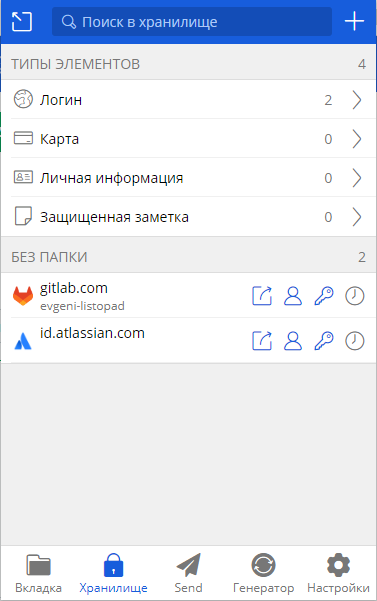 Поиск в хранилище
ТИПЫ ЭЛЕМЕНТОВ 4
Логин 2
Карта 0
Личная информация 0
Защищенная заметка 0
БЕЗ ПАПКИ 2
gitlab.com
evgeni-listopad
id.atlassian.com
Вкладка Хранилище Send Генератор Настройки